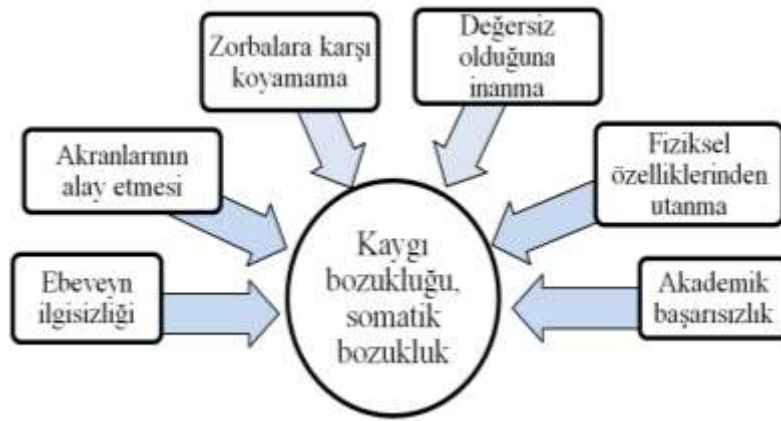 Zorbalara karşı
koyamama
Değersiz
olduğuna
inanma
Akranlarının
alay etmesi
Fiziksel
özelliklerinden
utanma
Ebeveyn
ilgisizliği
Kaygı
bozukluğu,
somatik
bozukluk
Akademik
başarısızlık